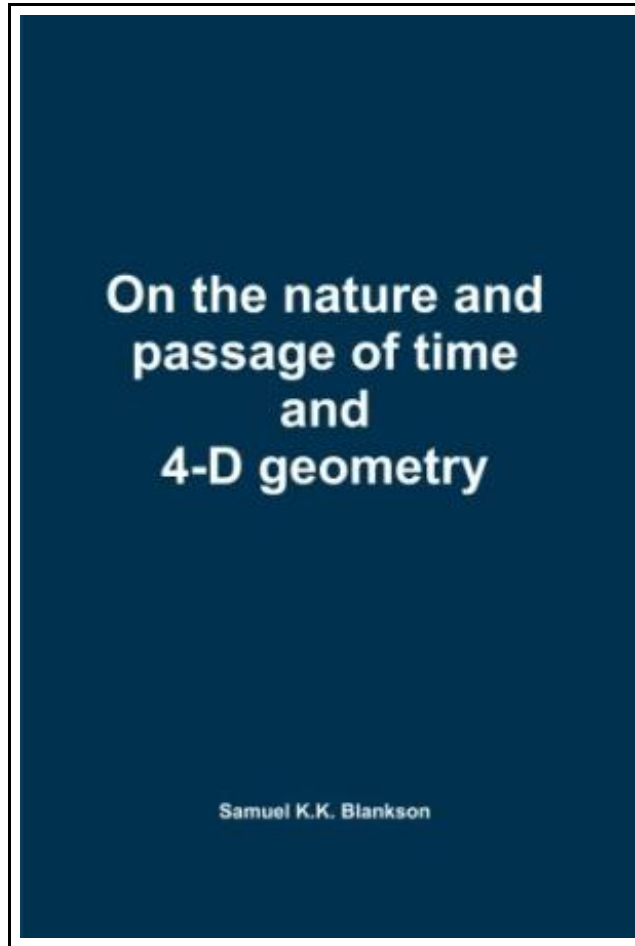 On the nature and
passage of time
and
4-D geometry
Samuel K.K. Blankson